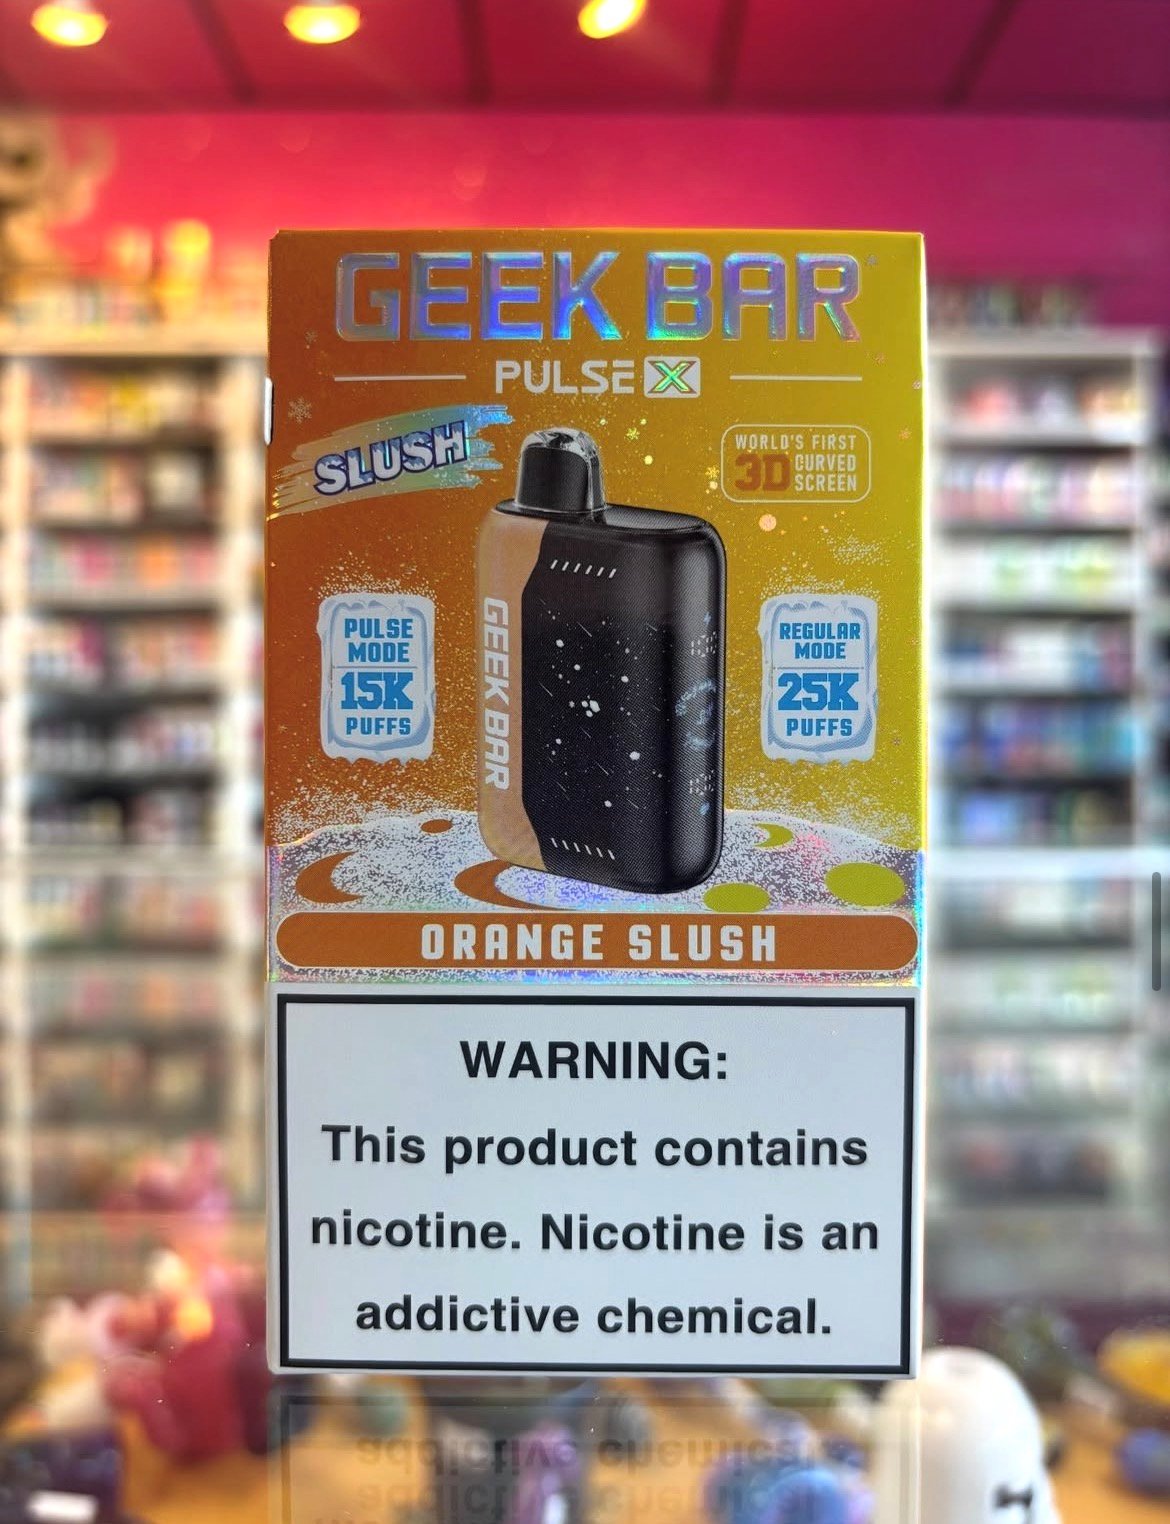 GEEK BAR
PULSE X
SLUSH
WORLD'S FIRST
3D CURVED
SCREEN
PULSE
MODE
15K
PUFFS
REGULAR
MODE
25K
PUFFS
GEEK BAR
ORANGE SLUSH
WARNING:
This product contains
nicotine. Nicotine is an
addictive chemical.